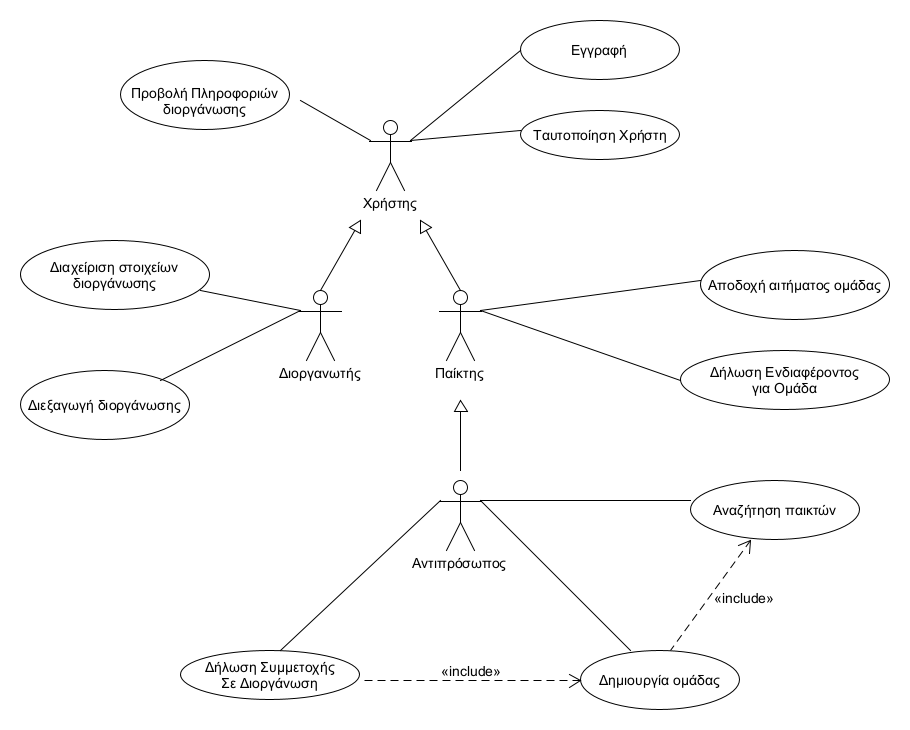 Εγγραφή
Προβολή Πληροφοριών
διοργάνωσης
Ταυτοποίηση Χρήστη
Χρήστης
Διαχείριση στοιχείων
διοργάνωσης
Αποδοχή αιτήματος ομάδας
Διοργανωτής
Παίκτης
Δήλωση Ενδιαφέροντος
για Ομάδα
Διεξαγωγή διοργάνωσης
Αναζήτηση παικτών
Αντιπρόσωπος
«include»
Δήλωση Συμμετοχής
Σε Διοργάνωση
«include»
Δημιουργία ομάδας